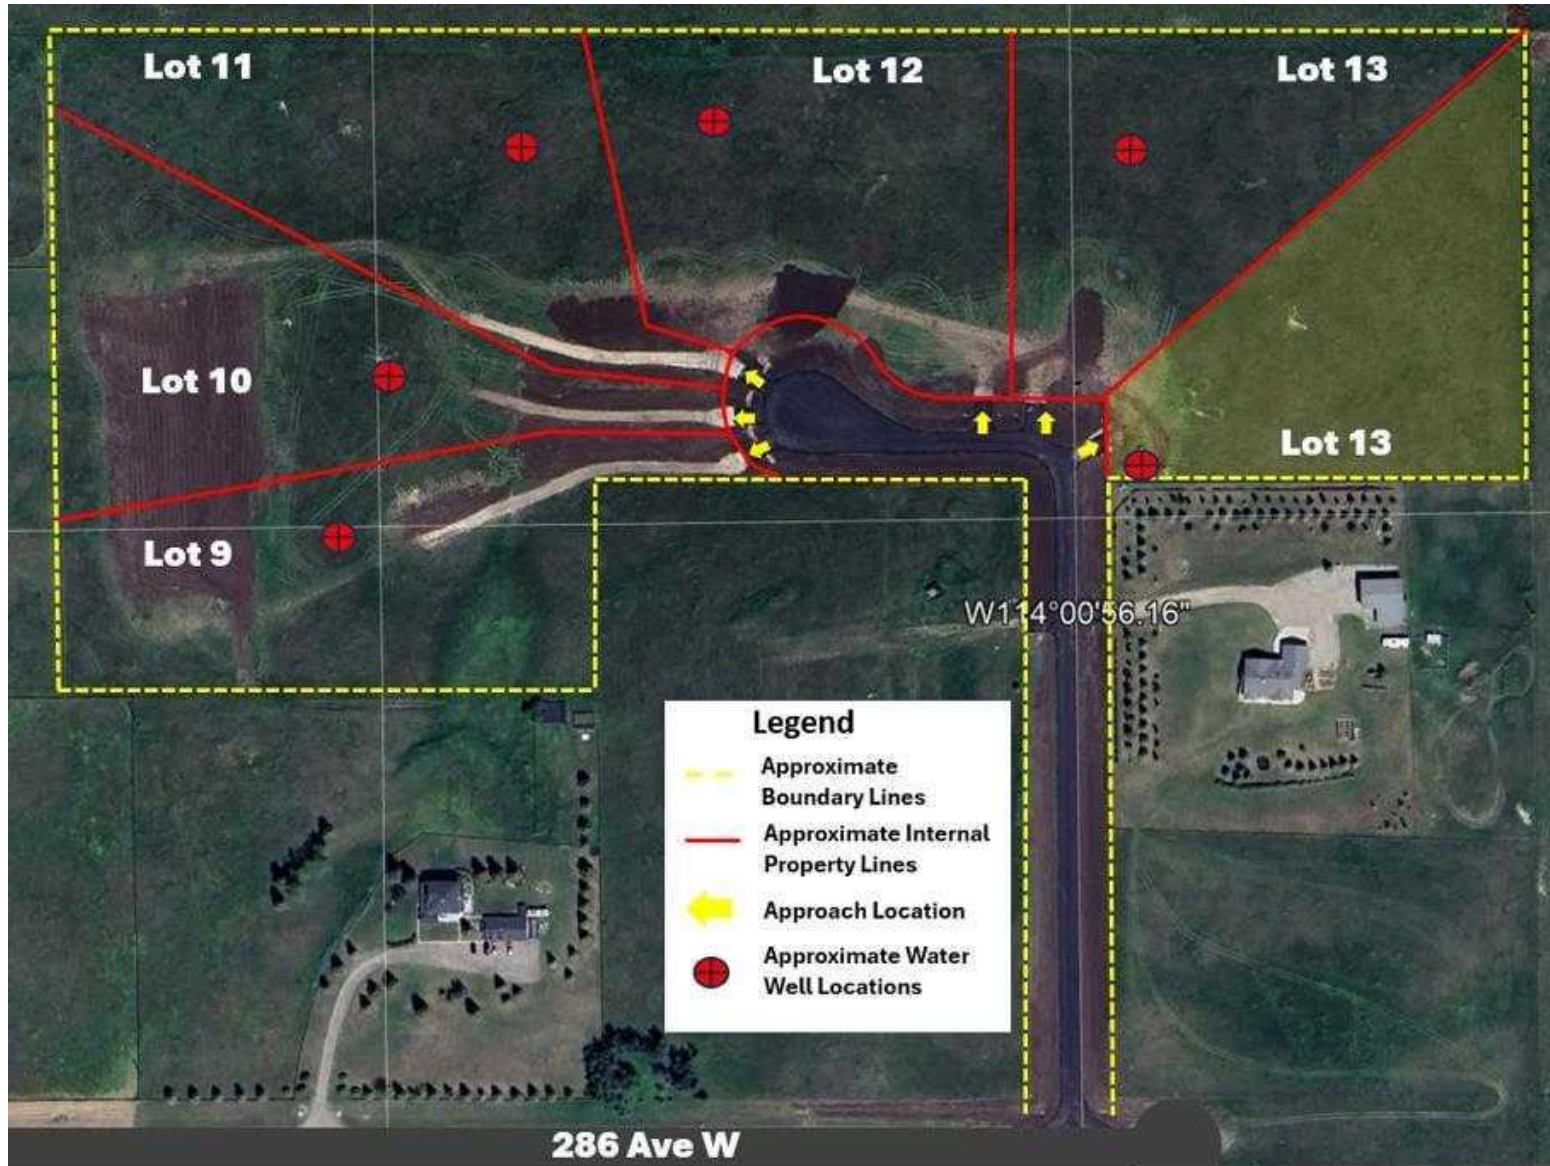 Lot 11
Lot 12
Lot 13
Lot 10
Lot 13
Lot 9
W114°00'56.16"
Legend
Approximate
Boundary Lines
Approximate Internal
Property Lines
Approach Location
Approximate Water
Well Locations
286 Ave W